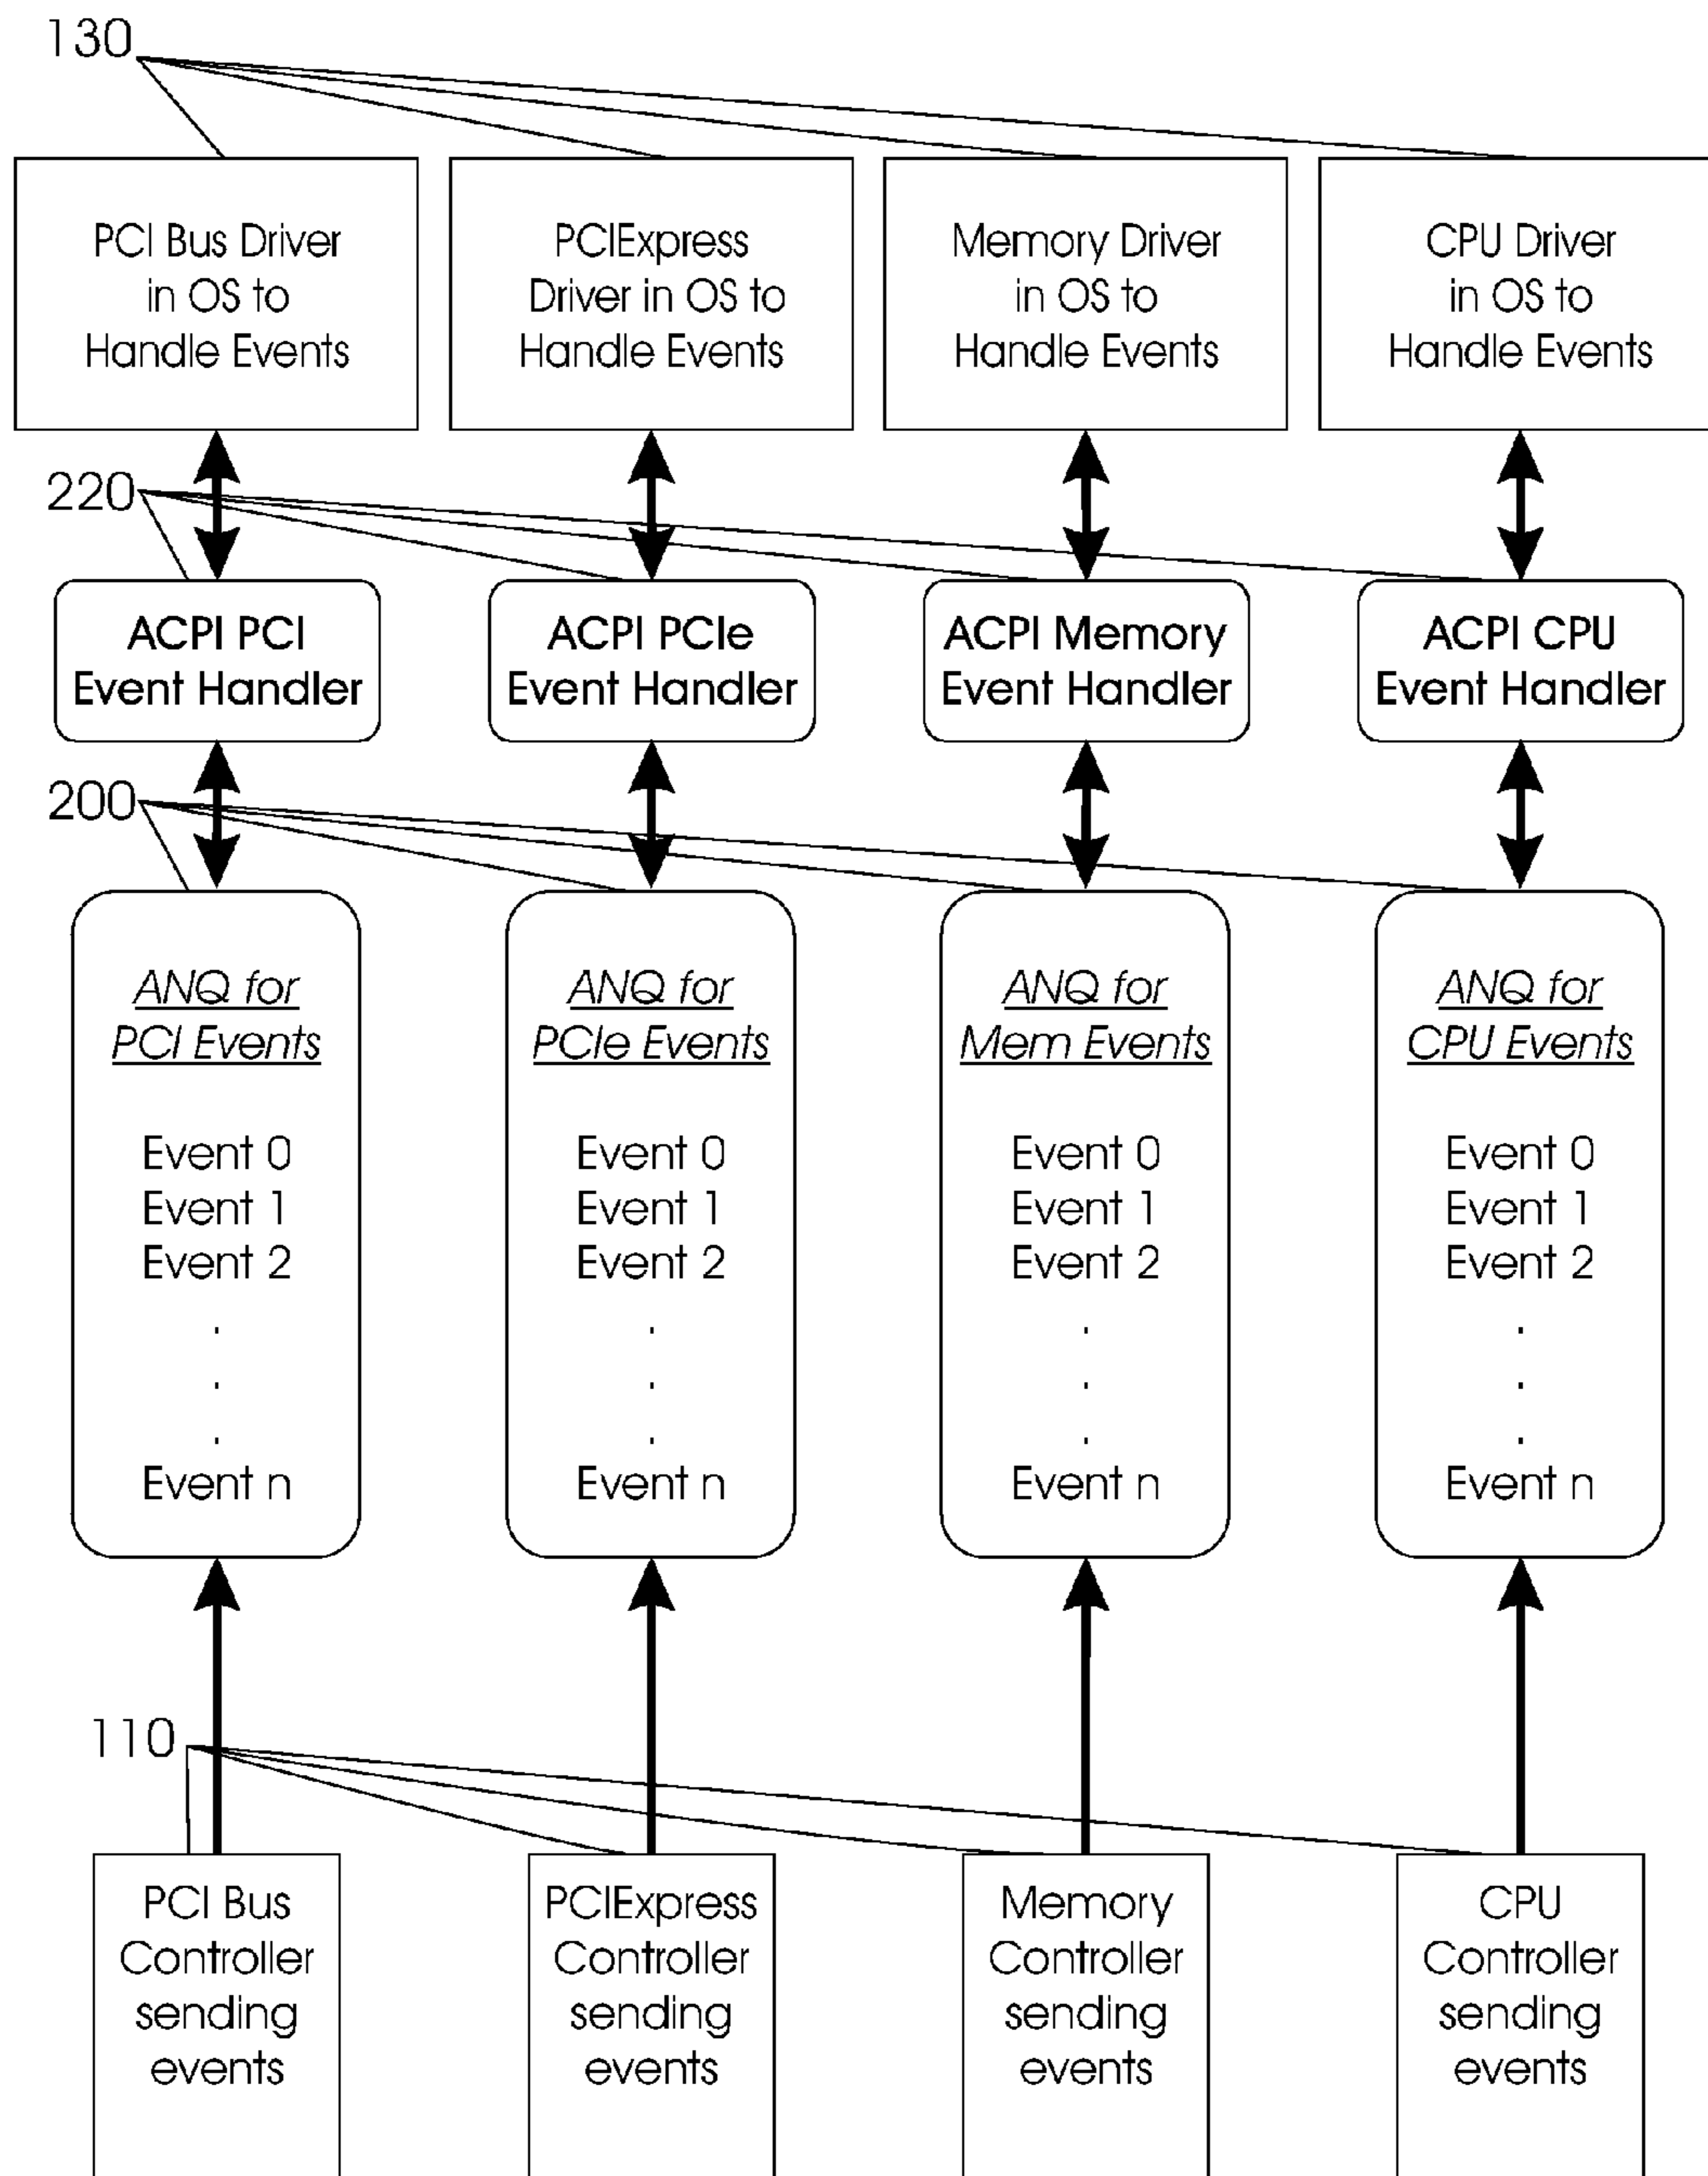 130
PCI Bus Driver
in OS to
Handle Events
PCIExpress
Driver in OS to
Handle Events
Memory Driver
in OS to
Handle Events
CPU Driver
in OS to
Handle Events
220
ACPI PCI
Event Handler
ACPI PCIe
Event Handler
ACPI Memory
Event Handler
ACPI CPU
Event Handler
200
ANQ for
PCI Events
Event 0
Event 1
Event 2
.
.
.
Event n
ANQ for
PCIe Events
Event 0
Event 1
Event 2
.
.
.
Event n
ANQ for
Mem Events
Event 0
Event 1
Event 2
.
.
.
Event n
ANQ for
CPU Events
Event 0
Event 1
Event 2
.
.
.
Event n
110
PCI Bus
Controller
sending
events
PCIExpress
Controller
sending
events
Memory
Controller
sending
events
CPU
Controller
sending
events